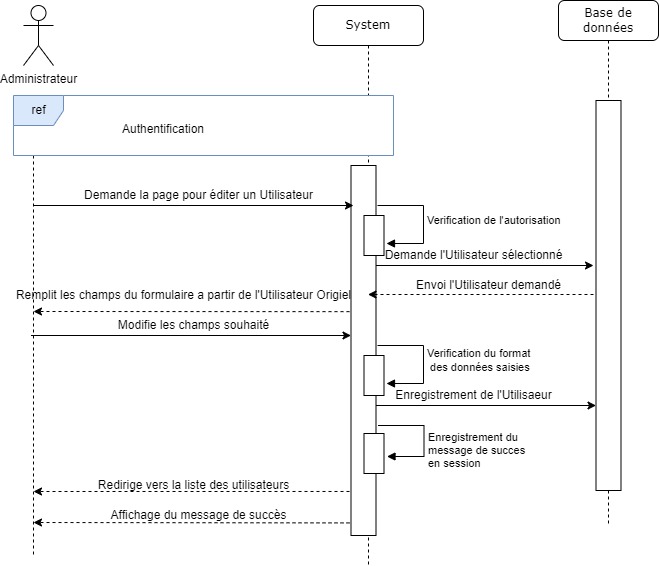 System
Base de
données
Administrateur
ref
Authentification
Demande la page pour éditer un Utilisateur
Verification de l'autorisation
Demande l'Utilisateur sélectionné
Envoi l'Utilisateur demandé
Remplit les champs du formulaire a partir de l'Utilisateur Origiel
Modifie les champs souhaité
Verification du format
des données saisies
Enregistrement de l'Utilisaeur
Enregistrement du
message de succes
en session
Redirige vers la liste des utilisateurs
Affichage du message de succès